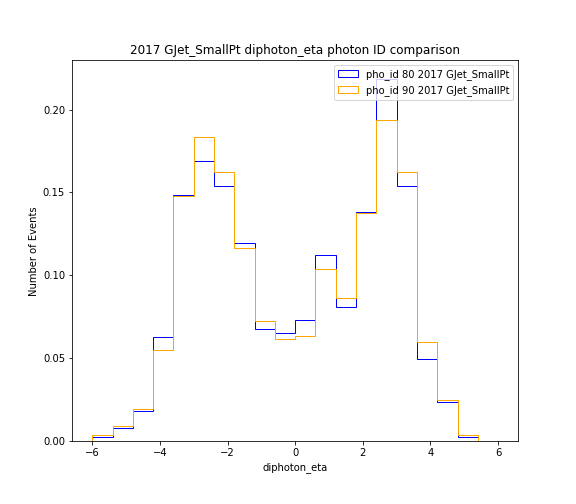 2017 GJet_SmallPt diphoton_eta photon ID comparison
pho_id 80 2017 GJet_SmallPt
pho_id 90 2017 GJet_SmallPt
0.20
0.15
0.10
0.05
0.00
Number of Events
−6 −4 −2 0 2 4 6
diphoton_eta